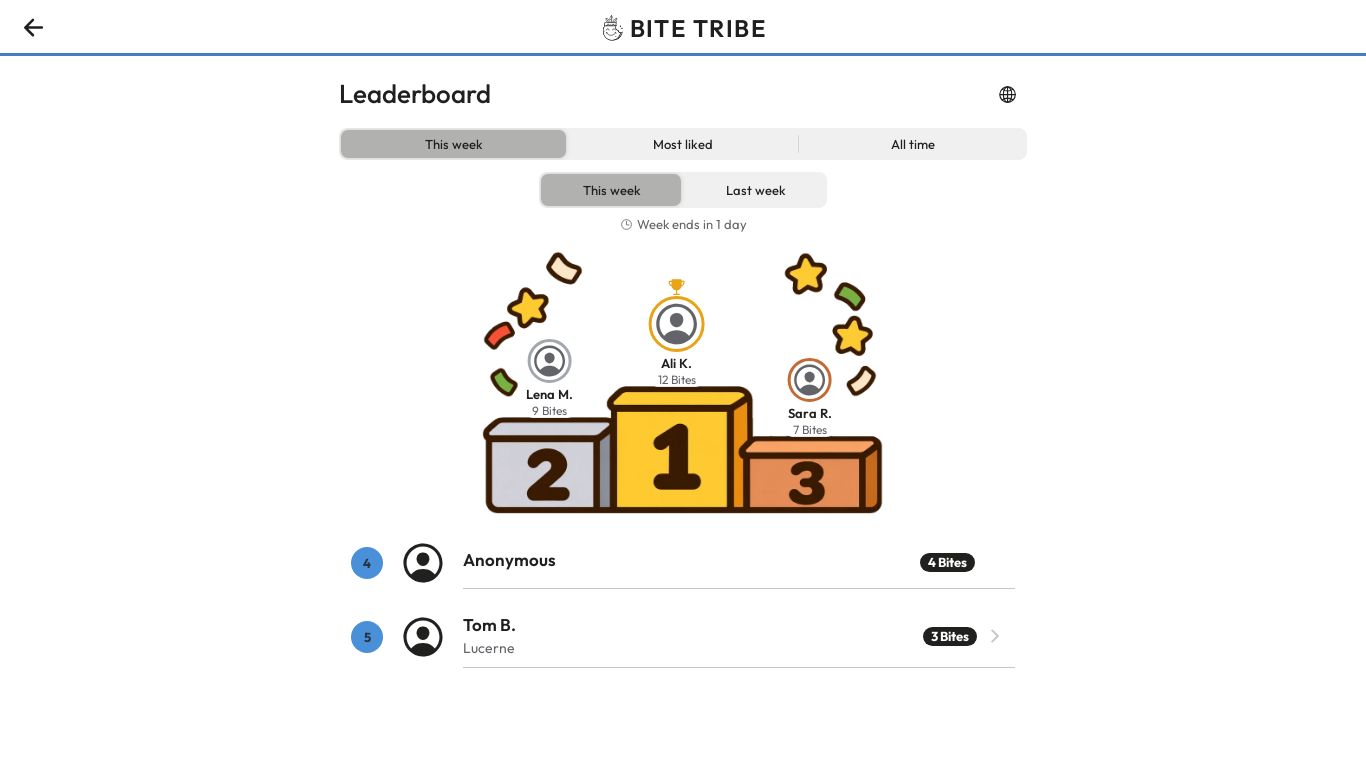 BITE TRIBE
Leaderboard
This week Most liked All time
This week Last week
Week ends in 1 day
Ali K.
12 Bites
Lena M.
9 Bites
Sara R.
7 Bites
2 1 3
4 Anonymous 4 Bites
5 Tom B. 3 Bites
Lucerne